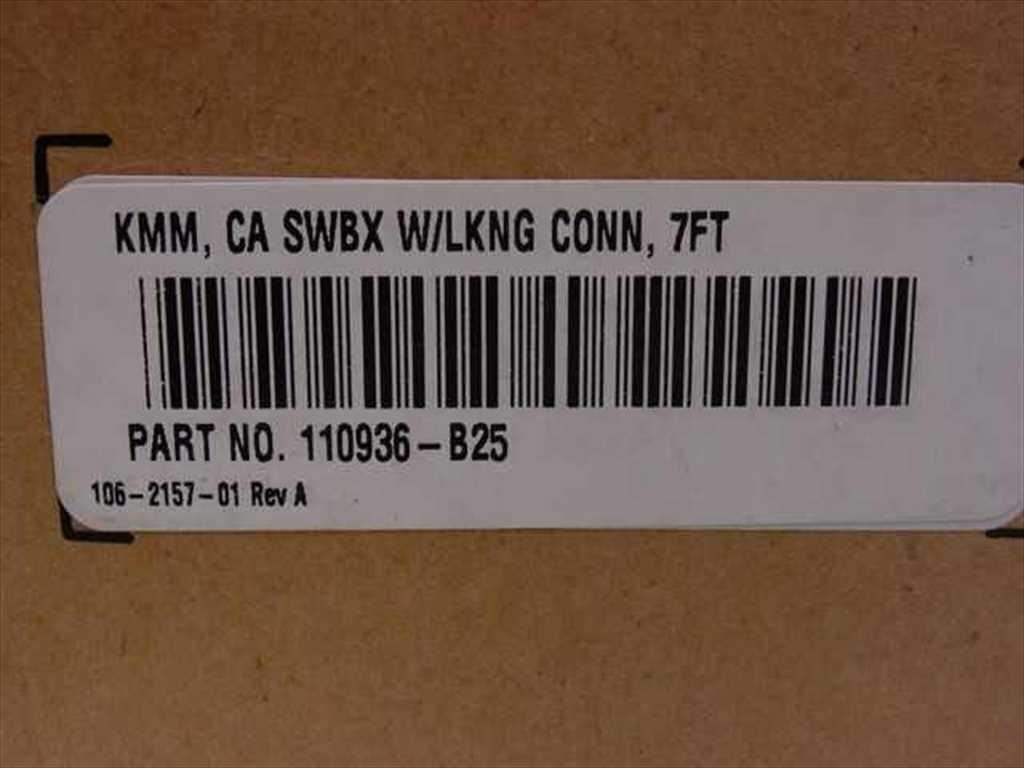 KMM, CA SWBX W/LKNG CONN, 7FT
PART NO. 110936-B25
106-2157-01 Rev A